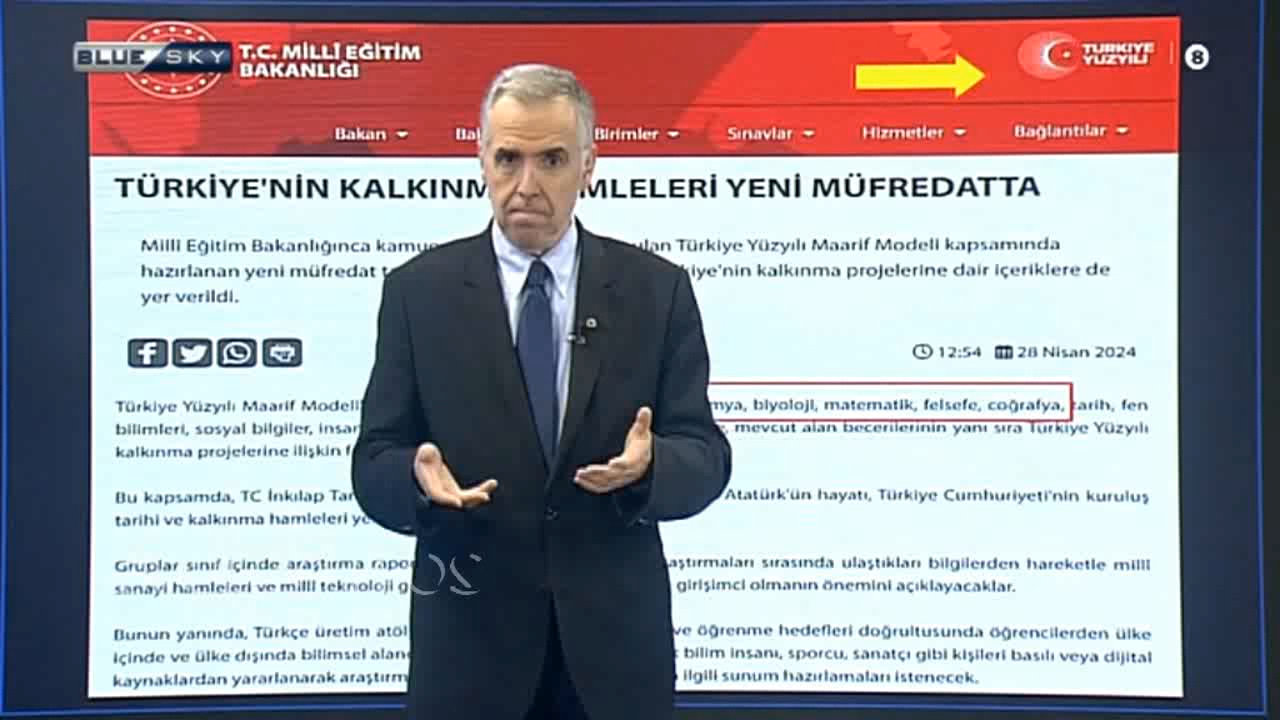 BLUE SKY
T.C. MİLLÎ EĞİTİM
BAKANLIĞI
TÜRKİYE
YÜZYILI
8
Bakan
Birimler
Sınavlar
Hizmetler
Bağlantılar
TÜRKİYE'NİN KALKINM MLELERİ YENİ MÜFREDATTA
Millî Eğitim Bakanlığınca kamuo ulan Türkiye Yüzyılı Maarif Modeli kapsamında
hazırlanan yeni müfredat t kiye'nin kalkınma projelerine dair içeriklere de
yer verildi.
12:54 28 Nisan 2024
Türkiye Yüzyılı Maarif Modeli mya, biyoloji, matematik, felsefe, coğrafya, tarih, fen
bilimleri, sosyal bilgiler, insan mevcut alan becerilerinin yanı sıra Türkiye Yüzyılı
kalkınma projelerine ilişkin
Bu kapsamda, TC İnkılap Tar Atatürk'ün hayatı, Türkiye Cumhuriyeti'nin kuruluş
tarihi ve kalkınma hamleleri ye
Gruplar sınıf içinde araştırma rapo aştırmaları sırasında ulaştıkları bilgilerden hareketle millî
sanayi hamleleri ve millî teknoloji g girişimci olmanın önemini açıklayacaklar.
Bunun yanında, Türkçe üretim atöl ve öğrenme hedefleri doğrultusunda öğrencilerden ülke
içinde ve ülke dışında bilimsel alan bilim insanı, sporcu, sanatçı gibi kişileri basılı veya dijital
kaynaklardan yararlanarak araştırm ilgili sunum hazırlamaları istenecek.